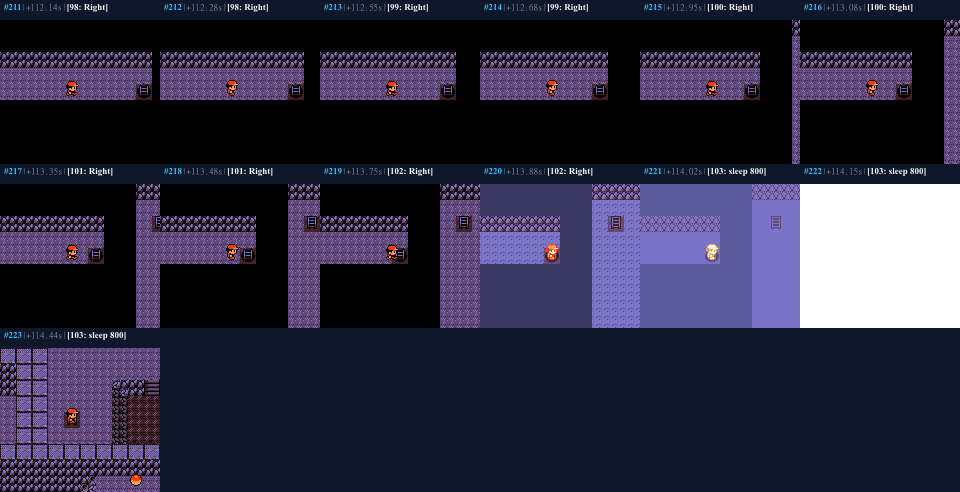 #211|+112.14s|[98: Right]
#212|+112.28s|[98: Right]
#213|+112.55s|[99: Right]
#214|+112.68s|[99: Right]
#215|+112.95s|[100: Right]
#216|+113.08s|[100: Right]
#217|+113.35s|[101: Right]
#218|+113.48s|[101: Right]
#219|+113.75s|[102: Right]
#220|+113.88s|[102: Right]
#221|+114.02s|[103: sleep 800]
#222|+114.15s|[103: sleep 800]
#223|+114.44s|[103: sleep 800]